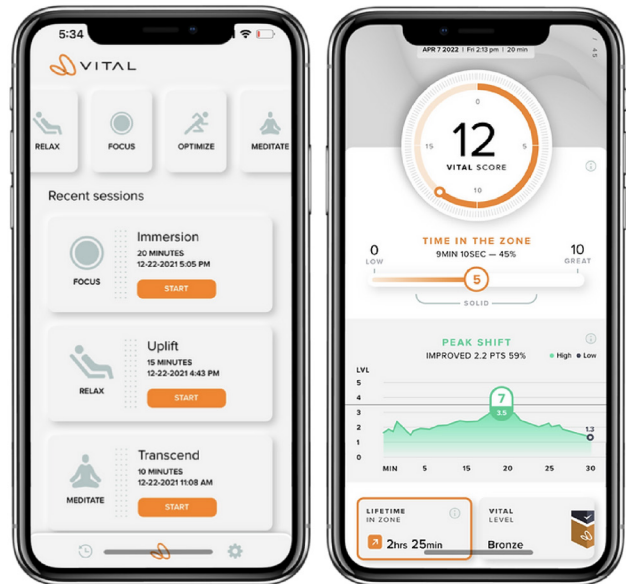 5:34
VITAL
RELAX
FOCUS
OPTIMIZE
MEDITATE
Recent sessions
Immersion
20 MINUTES
12-22-2021 5:05 PM
FOCUS
START
Uplift
15 MINUTES
12-22-2021 4:43 PM
RELAX
START
Transcend
10 MINUTES
12-22-2021 11:08 AM
MEDITATE
START
APR 7 2022 | Fri 2:13 pm | 20 min
0
15
12
5
VITAL SCORE
10
TIME IN THE ZONE
0
9MIN 10SEC — 45%
10
LOW
GREAT
5
SOLID
PEAK SHIFT
IMPROVED 2.2 PTS 59%
High
Low
LVL
5
4
3
2
1
0
7
3.5
1.3
MIN
5
15
20
25
30
LIFETIME
IN ZONE
2hrs 25min
VITAL
LEVEL
Bronze